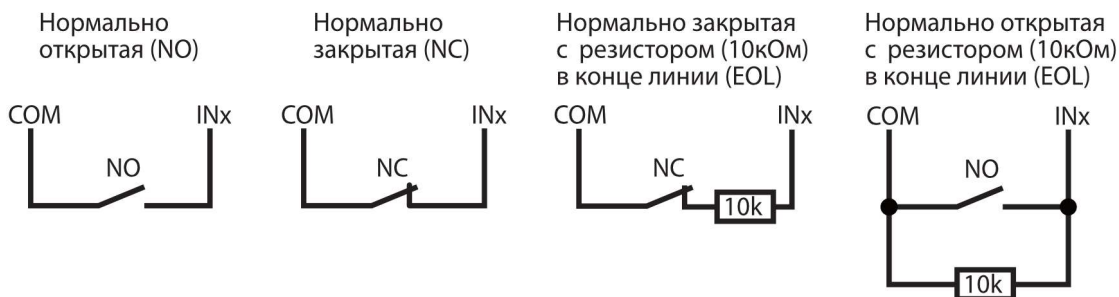 Нормально
открытая (NO)
COM
INx
NO
Нормально
закрытая (NC)
COM
INx
NC
Нормально закрытая
с резистором (10кОм)
в конце линии (EOL)
COM
INx
NC
10k
Нормально открытая
с резистором (10кОм)
в конце линии (EOL)
COM
INx
NO
10k